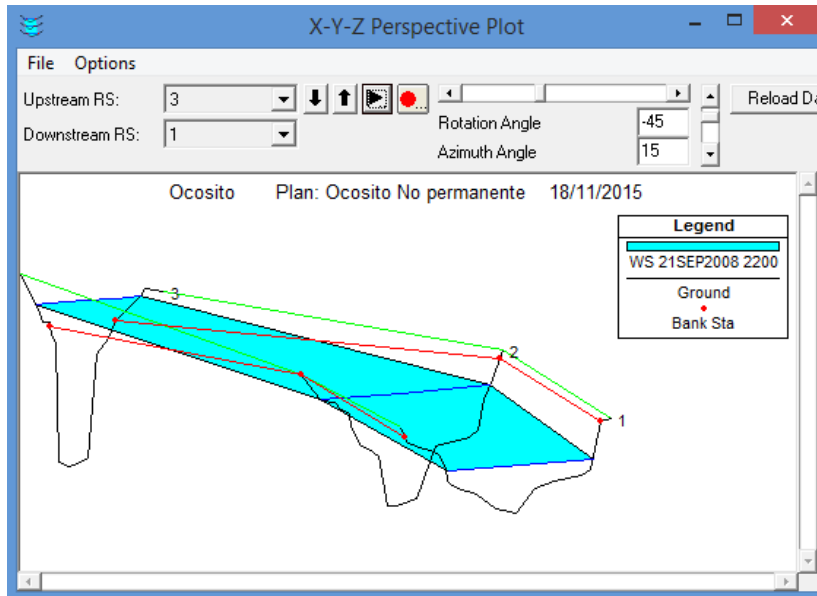 X-Y-Z Perspective Plot
File Options
Upstream RS: 3
Downstream RS: 1
Rotation Angle -45
Azimuth Angle 15
Reload Da
Ocosito Plan: Ocosito No permanente 18/11/2015
Legend
WS 21SEP2008 2200
Ground
Bank Sta
3
2
1